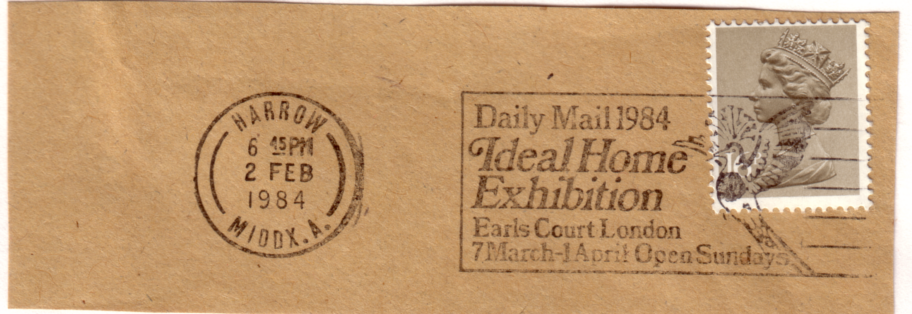 HARROW
6 45PM
2 FEB
1984
MIDDX.A.
Daily Mail 1984
Ideal Home
Exhibition
Earls Court London
7 March-1 April Open Sundays